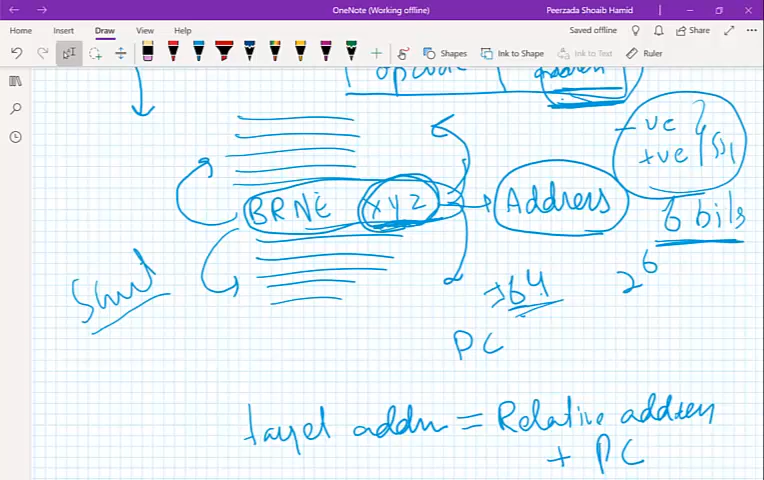 OneNote (Working offline)
Peerzada Shoaib Hamid
Home
Insert
Draw
View
Help
Saved offline
Share
Shapes
Ink to Shape
Ink to Text
Ruler
opcode address
-ve
+ve
BRNE XYZ
Address
6 bits
2^6
→64
PC
target addr = Relative address
+ PC